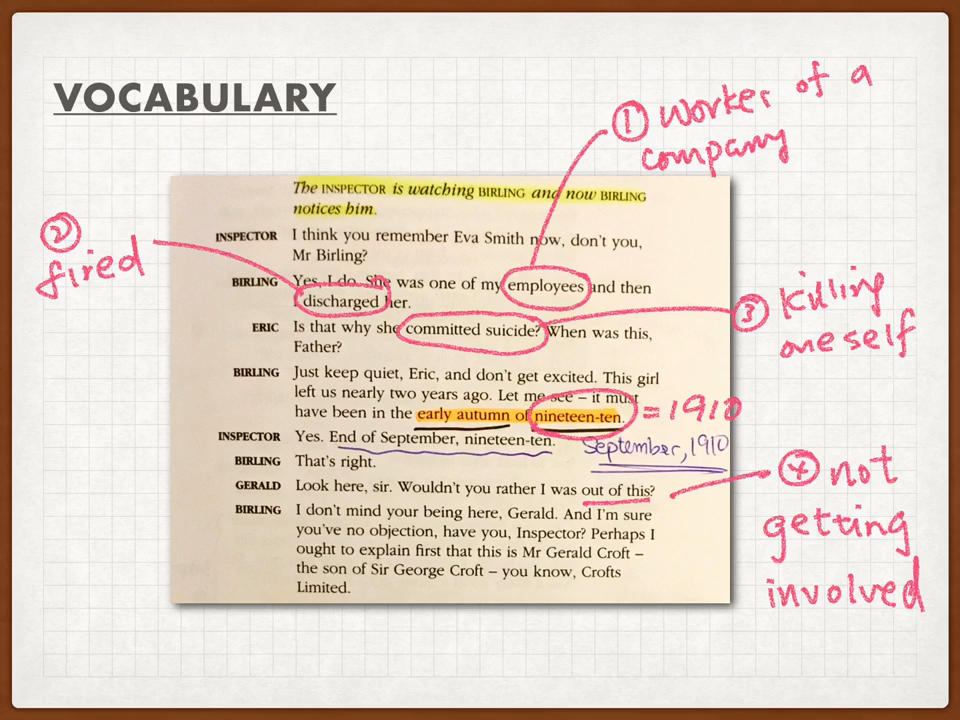 VOCABULARY
① Worker of a
company
The INSPECTOR is watching BIRLING and now BIRLING
notices him.
② fired
INSPECTOR I think you remember Eva Smith now, don't you,
Mr Birling?
BIRLING Yes, I do. She was one of my employees and then
I discharged her.
③ Killing
oneself
ERIC Is that why she committed suicide? When was this,
Father?
BIRLING Just keep quiet, Eric, and don't get excited. This girl
left us nearly two years ago. Let me see – it must
have been in the early autumn of nineteen-ten. = 1910
INSPECTOR Yes. End of September, nineteen-ten. September, 1910
BIRLING That's right.
GERALD Look here, sir. Wouldn't you rather I was out of this?
④ not
getting
involved
BIRLING I don't mind your being here, Gerald. And I'm sure
you've no objection, have you, Inspector? Perhaps I
ought to explain first that this is Mr Gerald Croft –
the son of Sir George Croft – you know, Crofts
Limited.